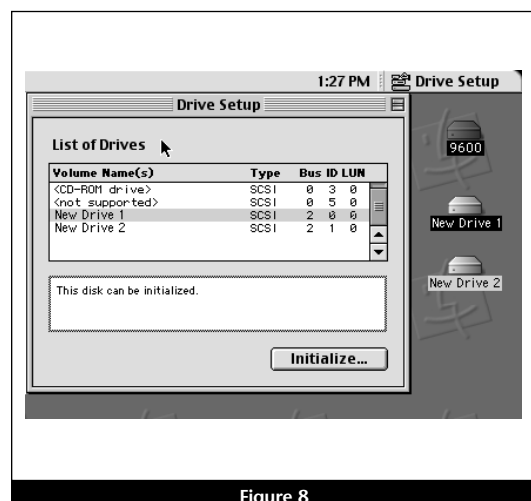 1:27 PM Drive Setup
Drive Setup
List of Drives
Volume Name(s) Type Bus ID LUN
<CD-ROM drive> SCSI 0 3 0
<not supported> SCSI 0 5 0
New Drive 1 SCSI 2 0 0
New Drive 2 SCSI 2 1 0
This disk can be initialized.
Initialize...
9600
New Drive 1
New Drive 2
Figure 8